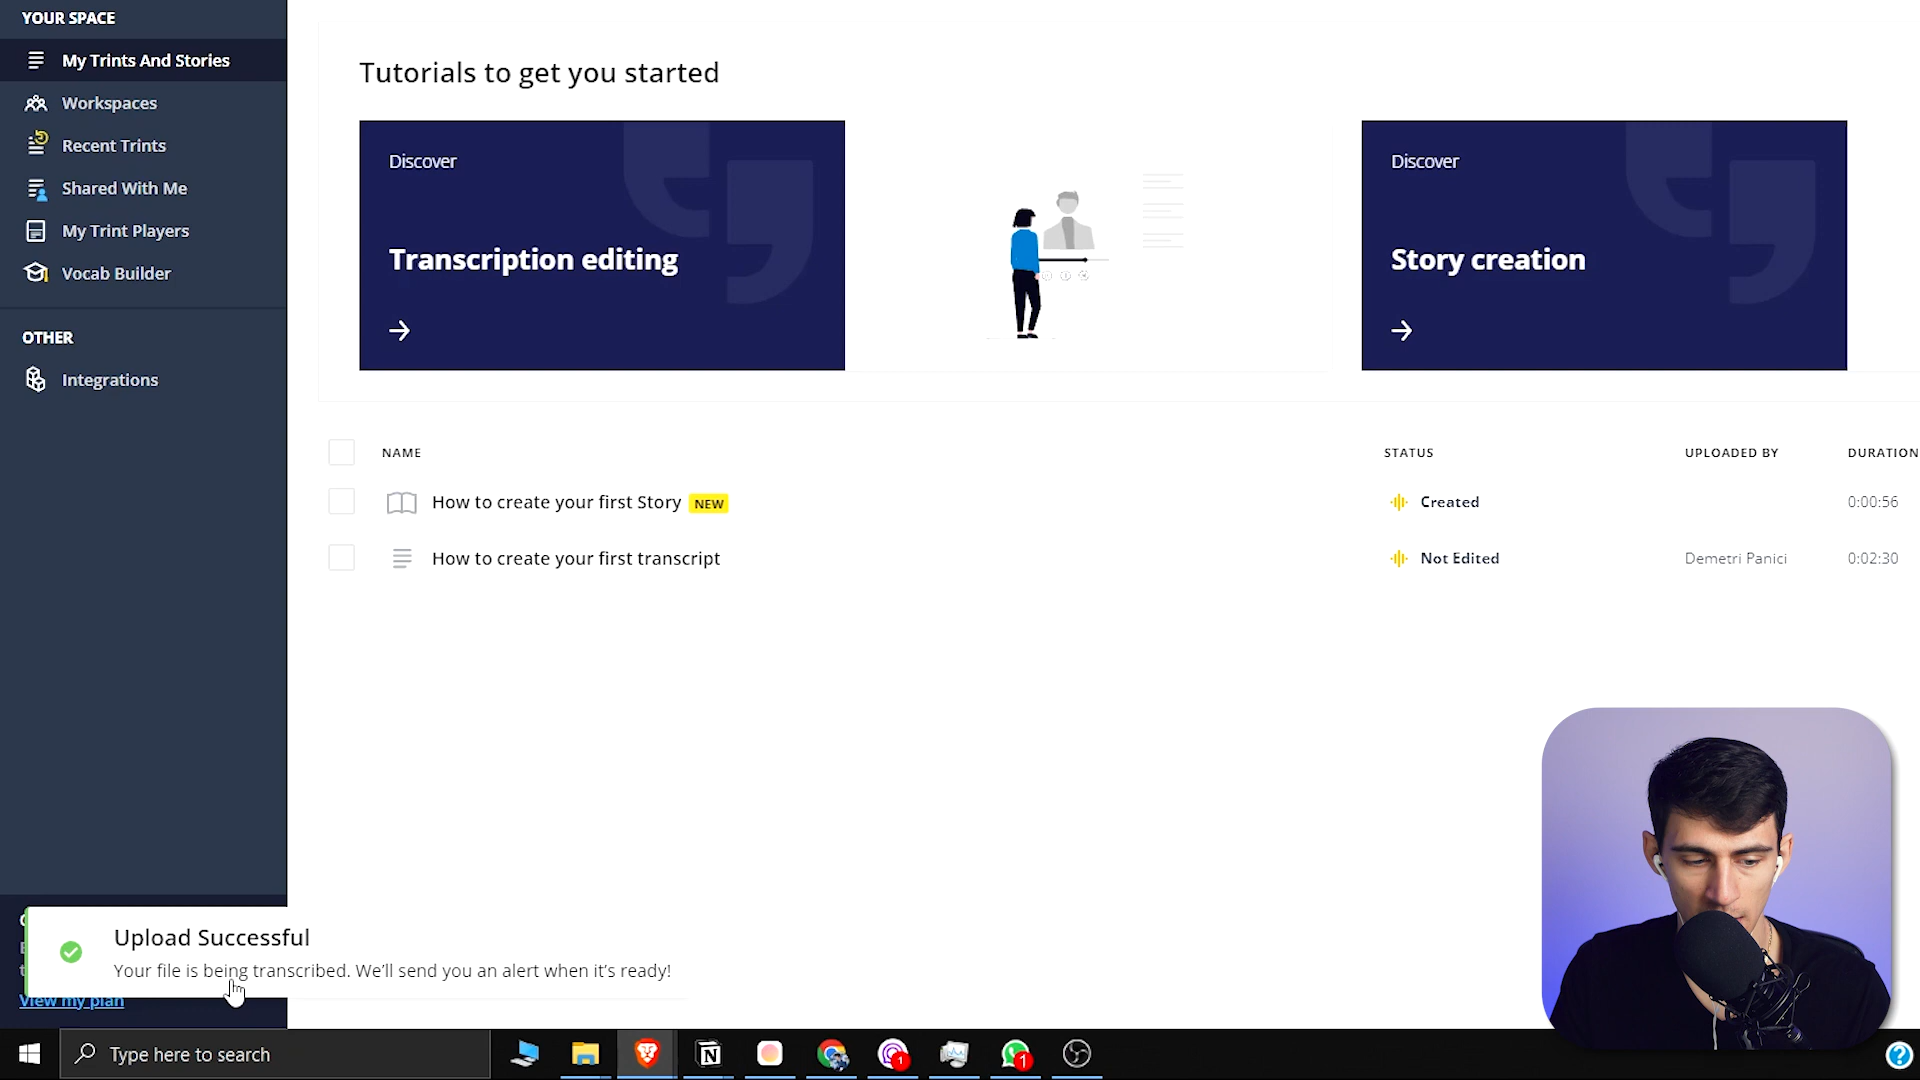 YOUR SPACE
My Trints And Stories
Workspaces
Recent Trints
Shared With Me
My Trint Players
Vocab Builder
OTHER
Integrations
Tutorials to get you started
Discover
Transcription editing
Discover
Story creation
NAME STATUS UPLOADED BY DURATION
How to create your first Story NEW Created 0:00:56
How to create your first transcript Not Edited Demetri Panici 0:02:30
Upload Successful
Your file is being transcribed. We'll send you an alert when it's ready!
View my plan
Type here to search
1
1